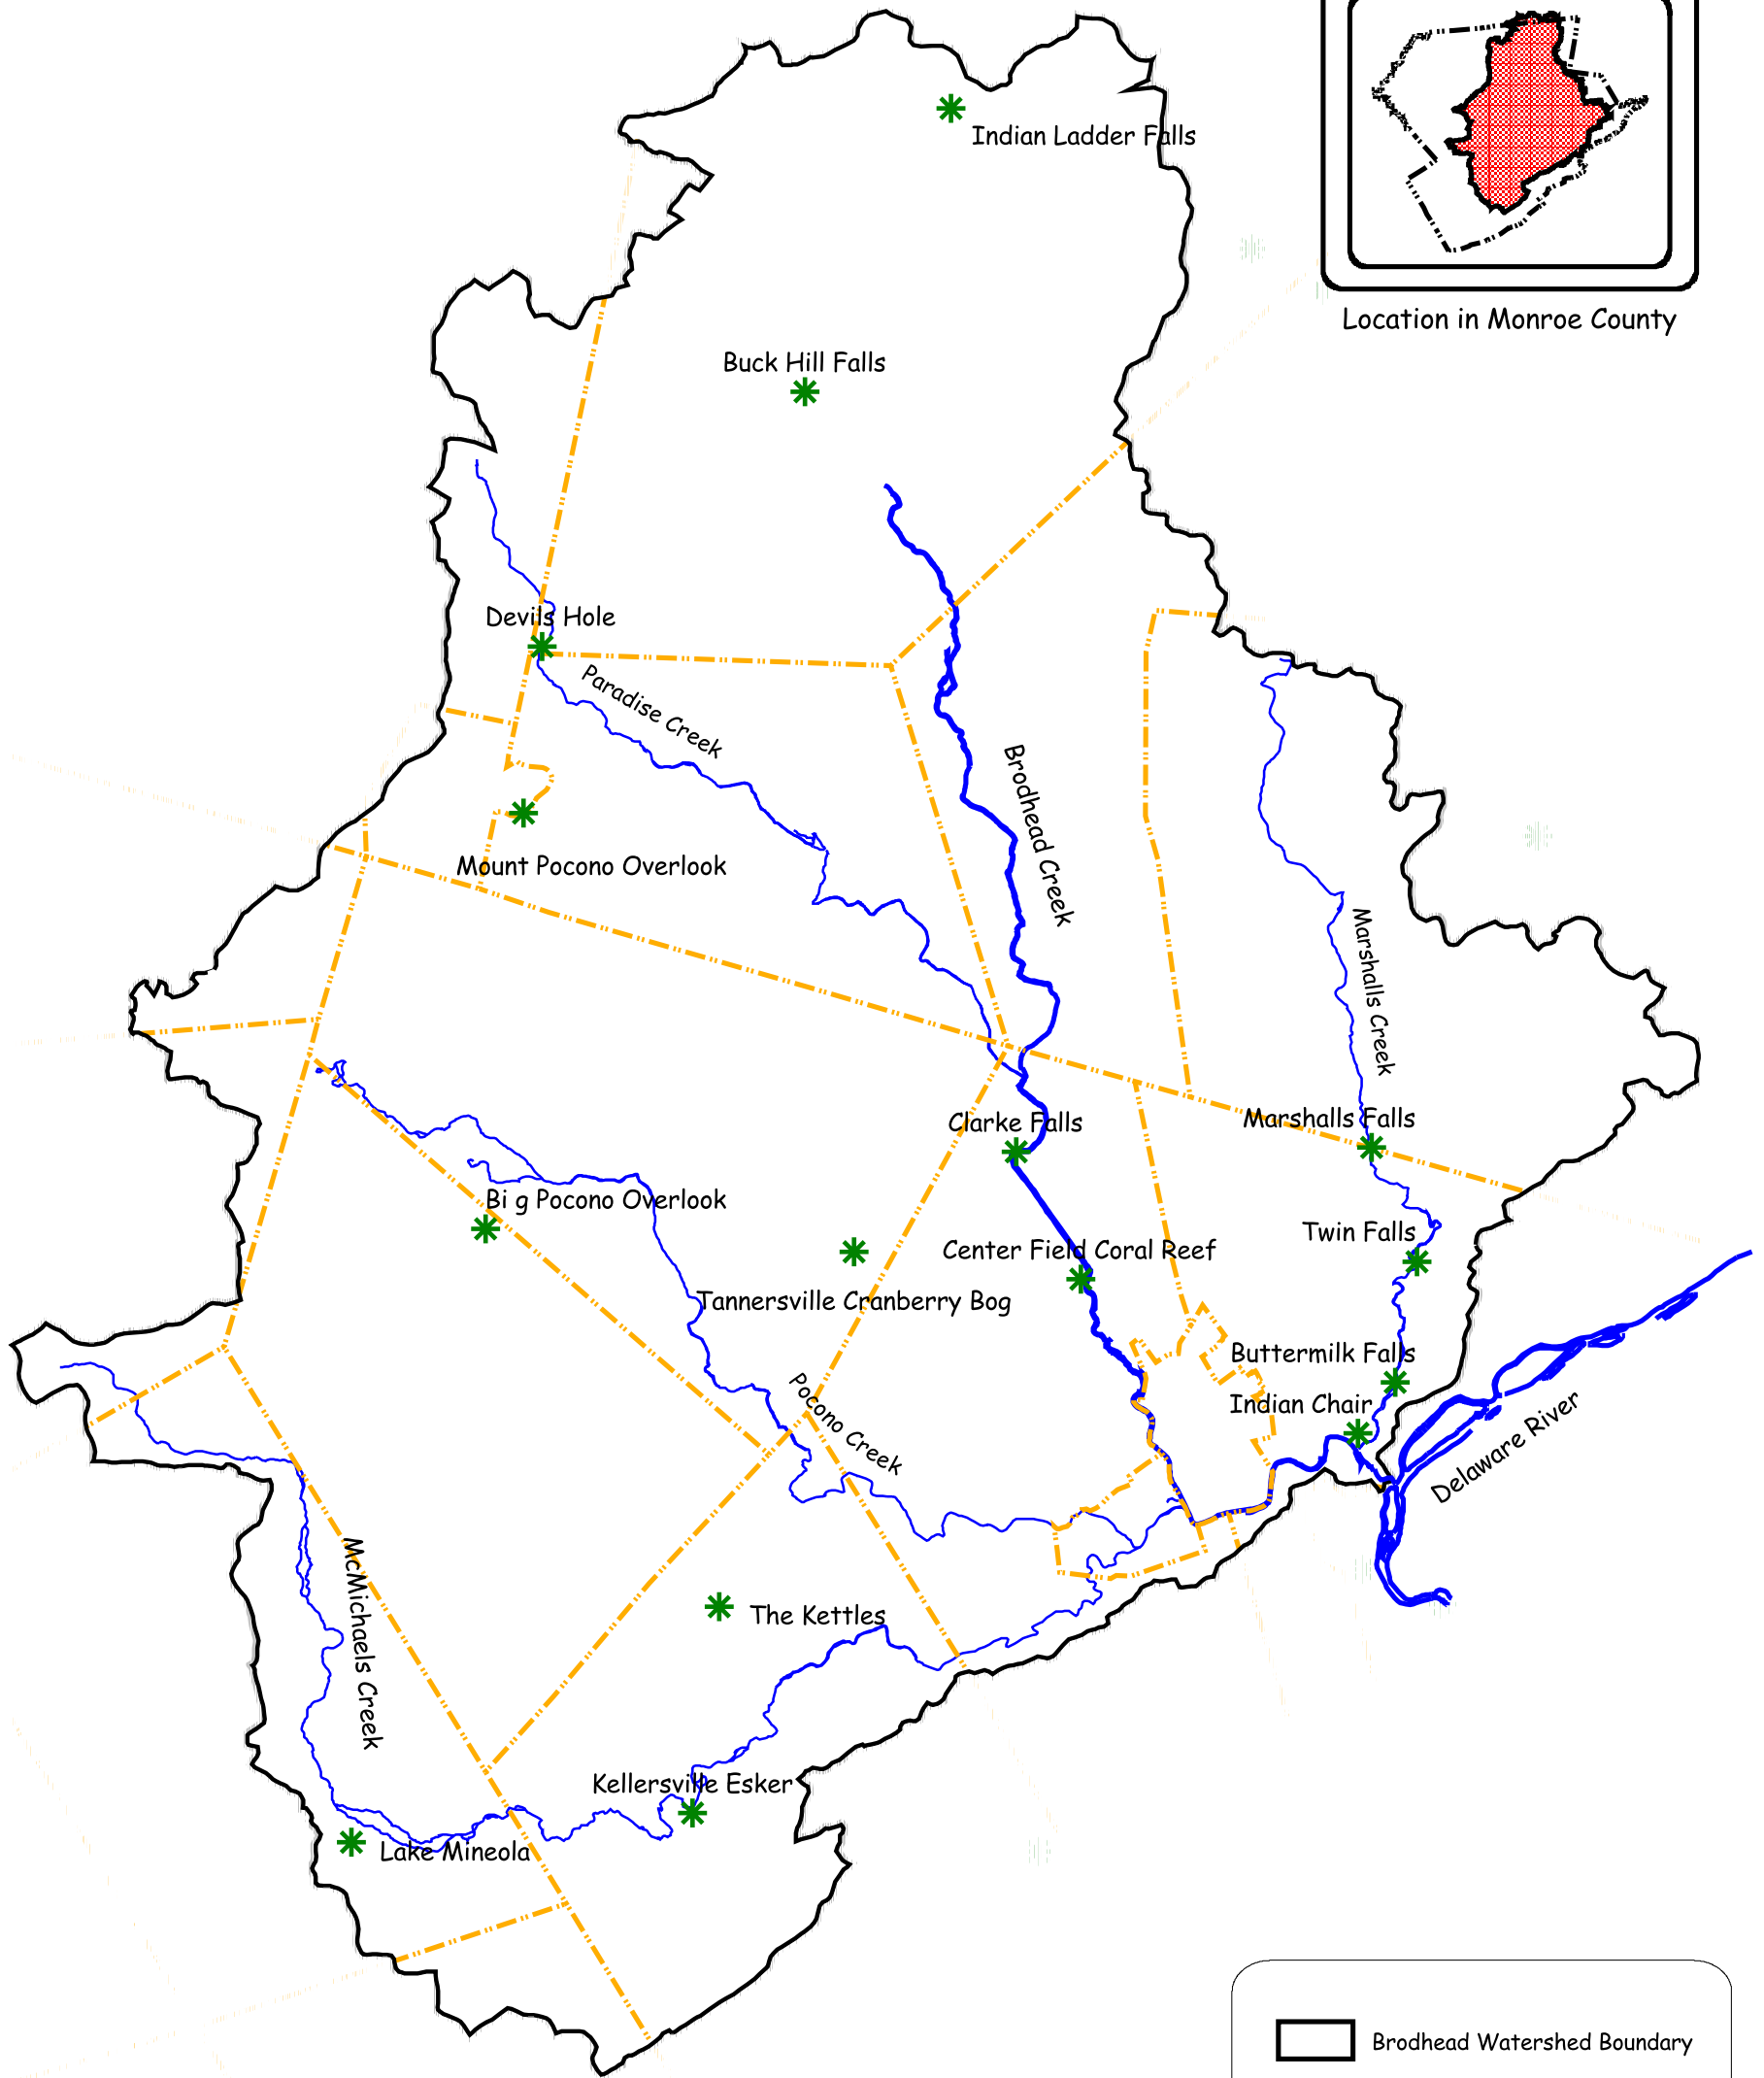 Indian Ladder Falls
Location in Monroe County
Buck Hill Falls
Devils Hole
Paradise Creek
Brodhead Creek
Mount Pocono Overlook
Marshalls Creek
Clarke Falls
Marshalls Falls
Bi g Pocono Overlook
Twin Falls
Center Field Coral Reef
Tannersville Cranberry Bog
Buttermilk Falls
Indian Chair
Pocono Creek
Delaware River
McMichaels Creek
The Kettles
Kellersville Esker
Lake Mineola
Brodhead Watershed Boundary